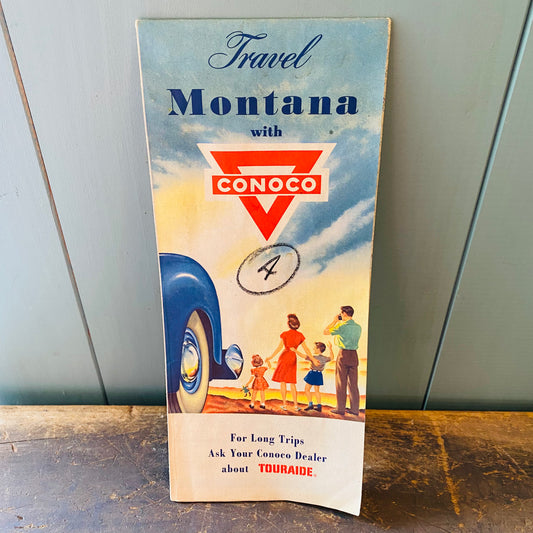 Travel
Montana
with
CONOCO
4
For Long Trips
Ask Your Conoco Dealer
about TOURAIDE